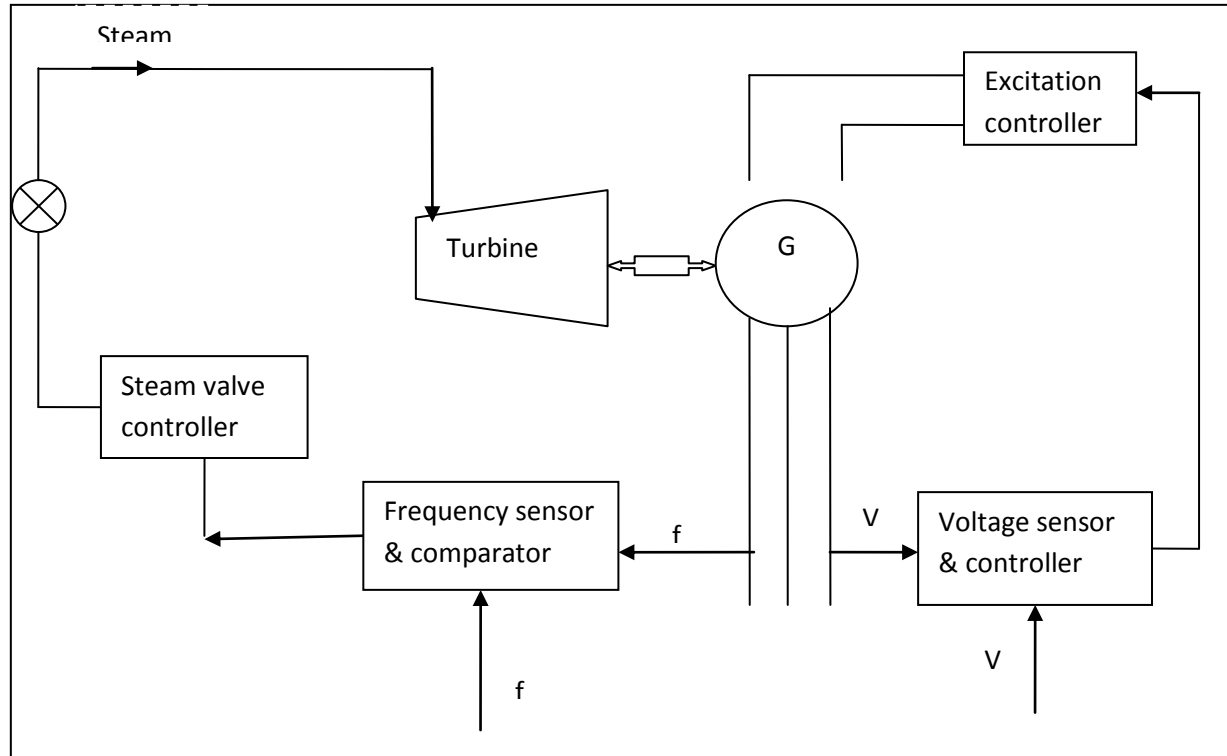 Steam
Excitation
controller
Turbine
G
Steam valve
controller
Frequency sensor
& comparator
f
V
Voltage sensor
& controller
f
V